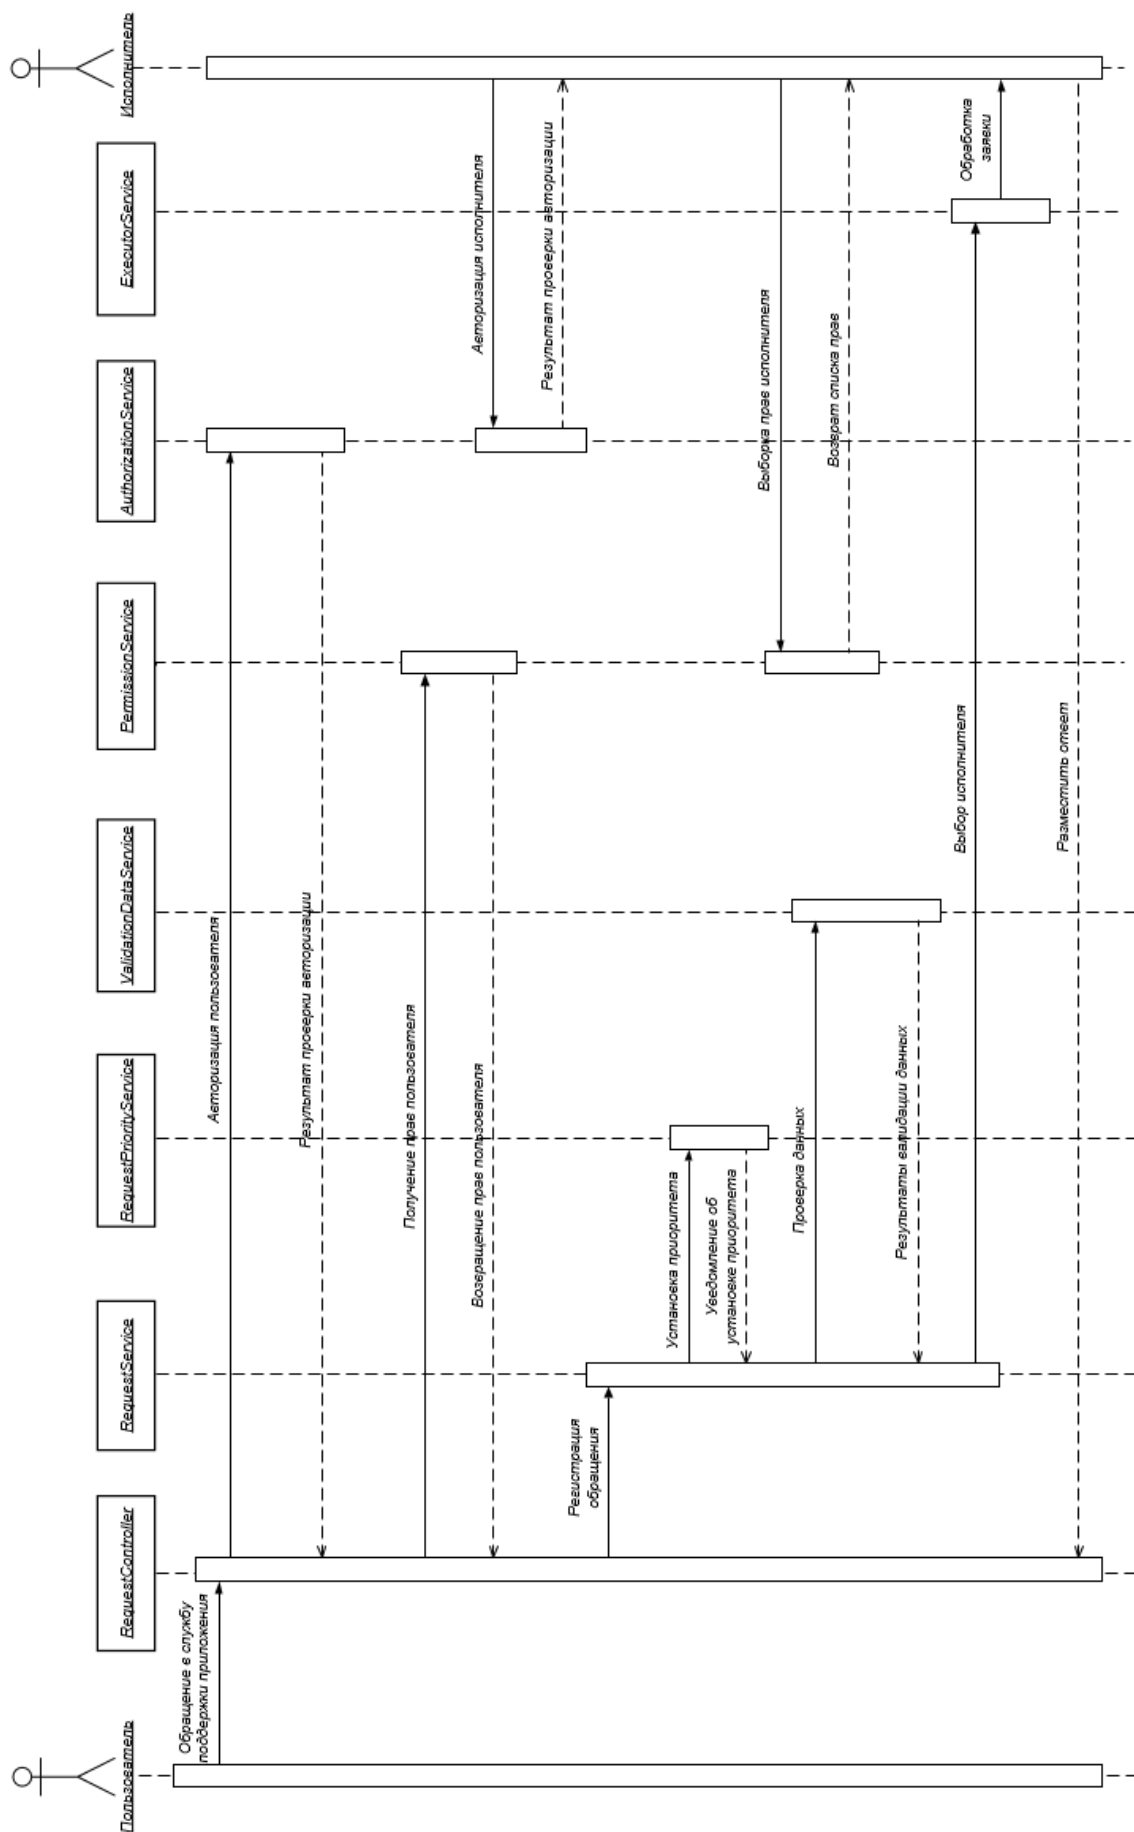 Пользователь
RequestController
RequestService
RequestPriorityService
ValidationDataService
PermissionService
AuthorizationService
ExecutorService
Исполнитель
Обращение в службу
поддержки приложения
Авторизация пользователя
Результат проверки авторизации
Получение прав пользователя
Возвращение прав пользователя
Авторизация исполнителя
Результат проверки авторизации
Регистрация
обращения
Установка приоритета
Уведомление об
установке приоритета
Выборка прав исполнителя
Возврат списка прав
Проверка данных
Результаты валидации данных
Выбор исполнителя
Обработка
заявки
Разместить ответ